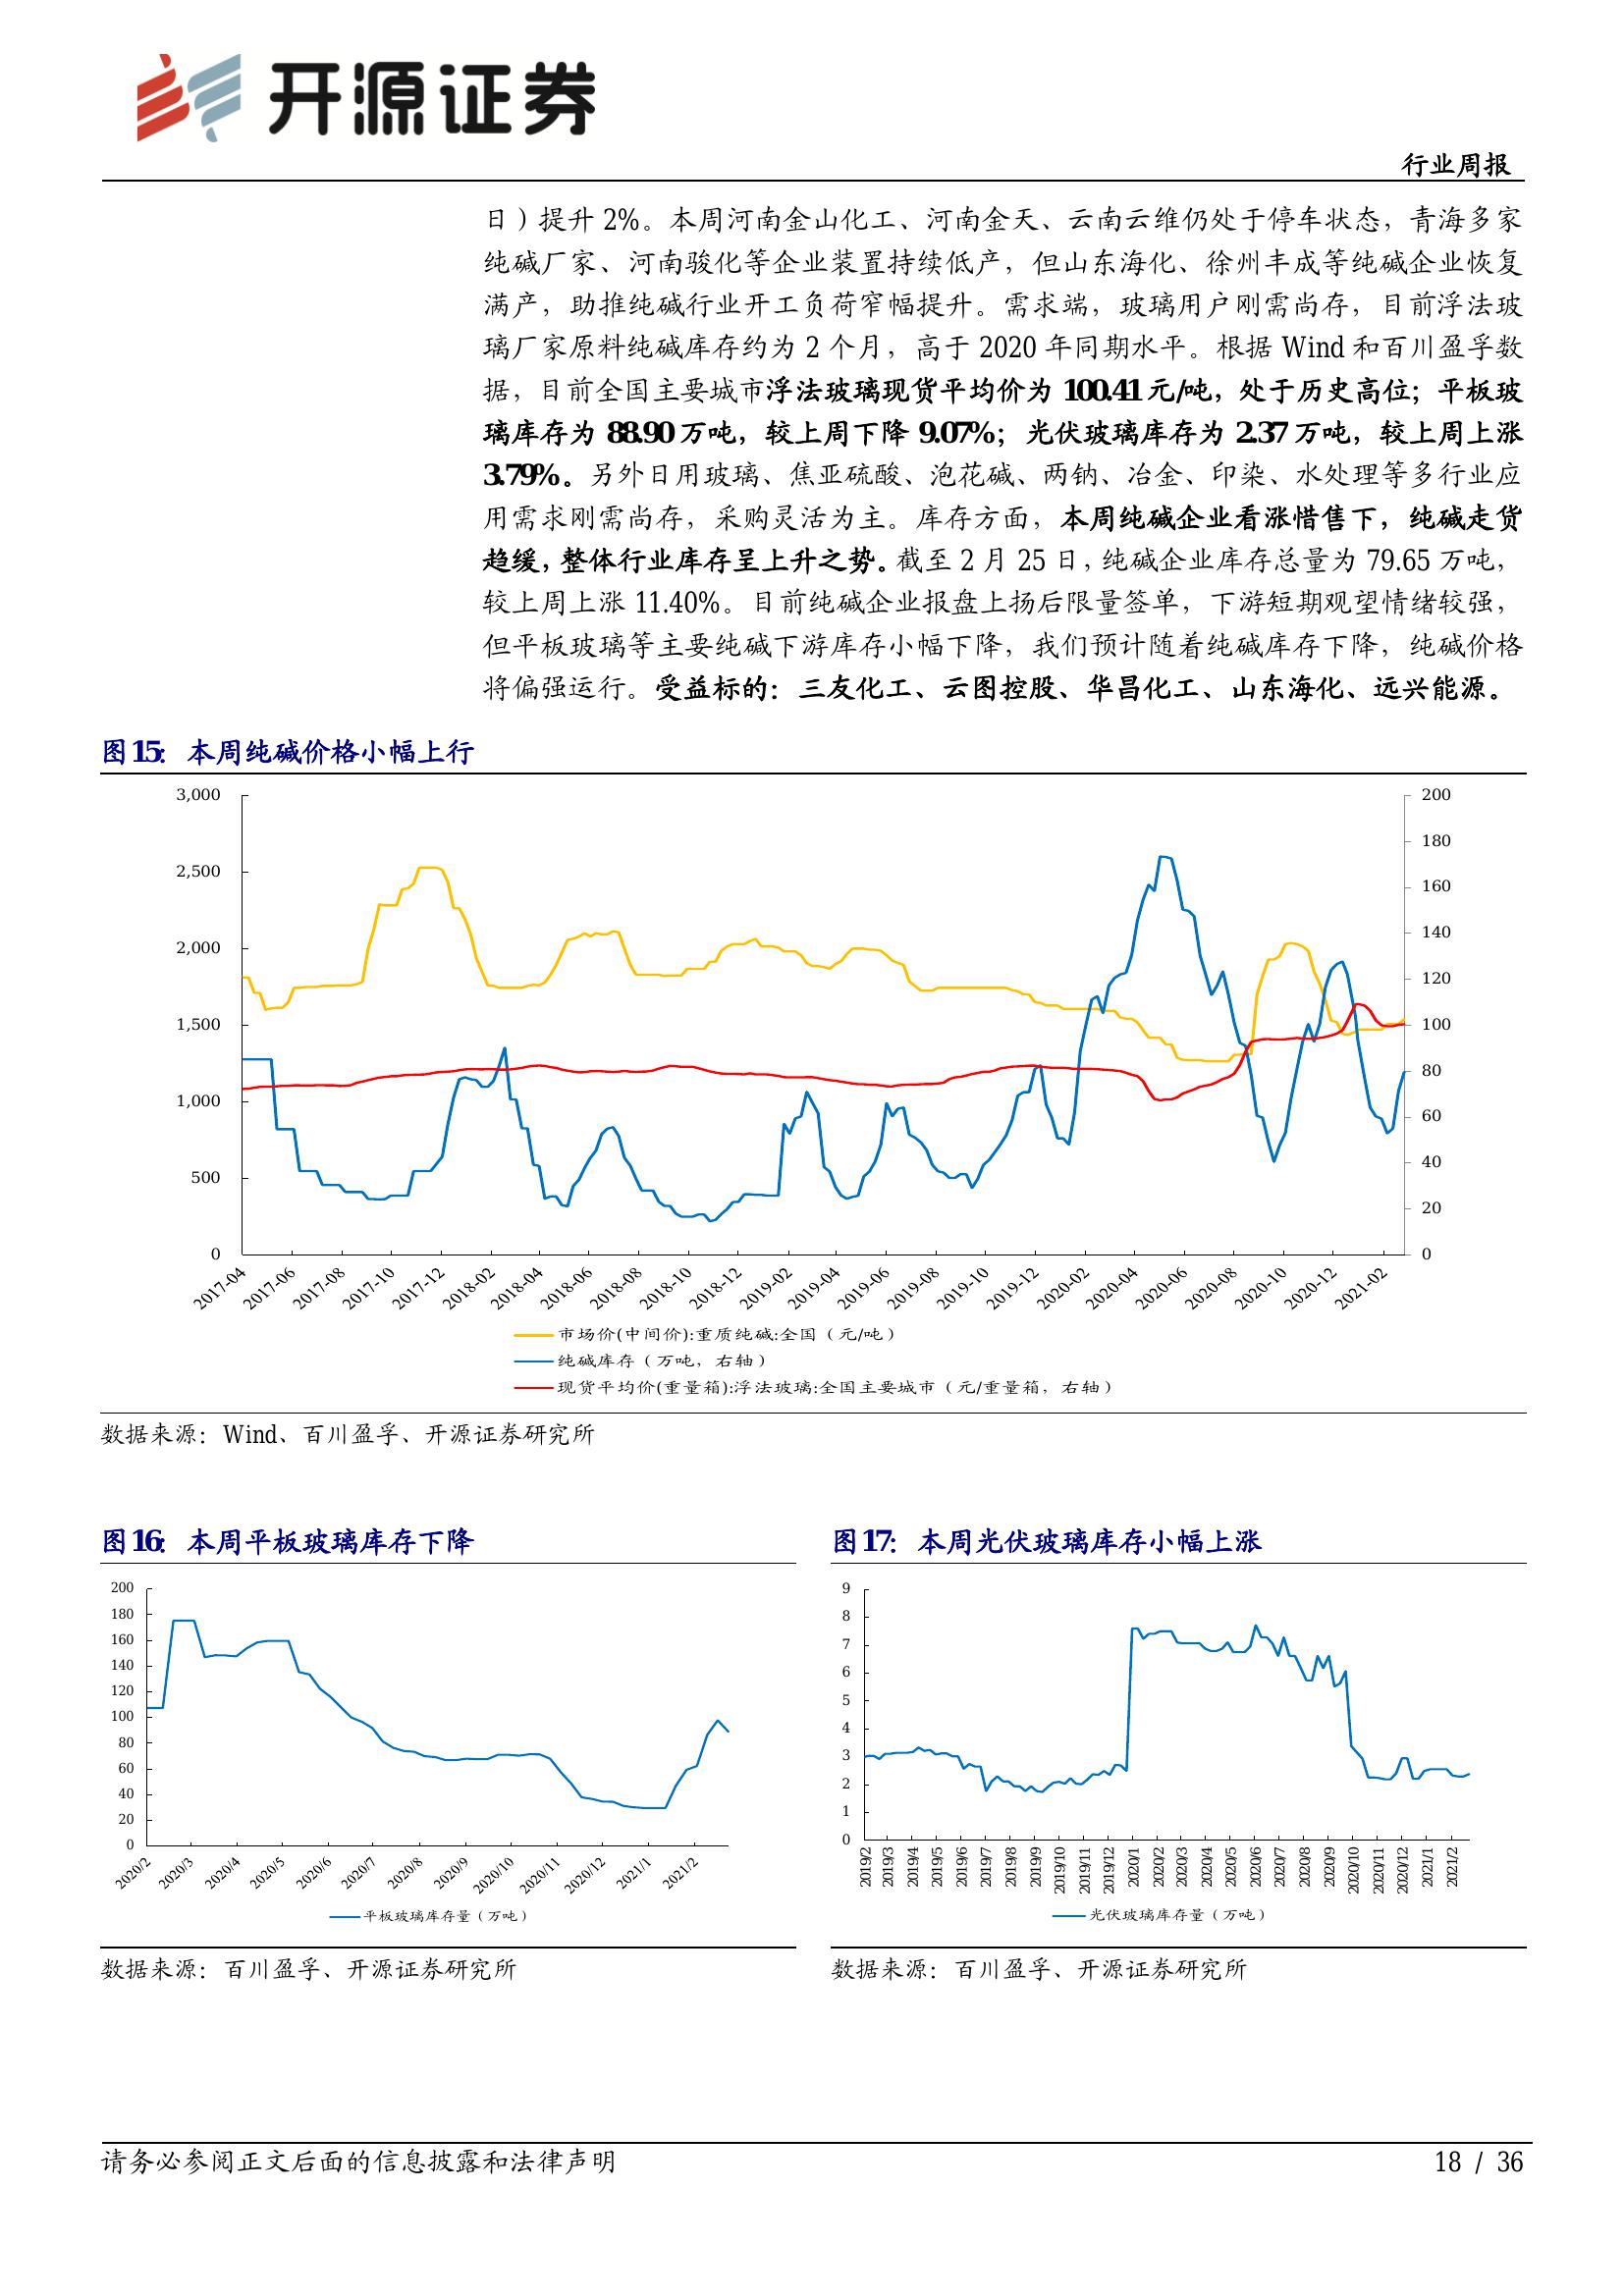 开源证券
行业周报
日）提升 2%。本周河南金山化工、河南金天、云南云维仍处于停车状态，青海多家
纯碱厂家、河南骏化等企业装置持续低产，但山东海化、徐州丰成等纯碱企业恢复
满产，助推纯碱行业开工负荷窄幅提升。需求端，玻璃用户刚需尚存，目前浮法玻
璃厂家原料纯碱库存约为 2 个月，高于 2020 年同期水平。根据 Wind 和百川盈孚数
据，目前全国主要城市浮法玻璃现货平均价为 100.41 元/吨，处于历史高位；平板玻
璃库存为 88.90 万吨，较上周下降 9.07%；光伏玻璃库存为 2.37 万吨，较上周上涨
3.79%。另外日用玻璃、焦亚硫酸、泡花碱、两钠、冶金、印染、水处理等多行业应
用需求刚需尚存，采购灵活为主。库存方面，本周纯碱企业看涨惜售下，纯碱走货
趋缓，整体行业库存呈上升之势。截至 2 月 25 日，纯碱企业库存总量为 79.65 万吨，
较上周上涨 11.40%。目前纯碱企业报盘上扬后限量签单，下游短期观望情绪较强，
但平板玻璃等主要纯碱下游库存小幅下降，我们预计随着纯碱库存下降，纯碱价格
将偏强运行。受益标的：三友化工、云图控股、华昌化工、山东海化、远兴能源。
图15：本周纯碱价格小幅上行
3,000
2,500
2,000
1,500
1,000
500
0
200
180
160
140
120
100
80
60
40
20
0
2017-04 2017-06 2017-08 2017-10 2017-12 2018-02 2018-04 2018-06 2018-08 2018-10 2018-12 2019-02 2019-04 2019-06 2019-08 2019-10 2019-12 2020-02 2020-04 2020-06 2020-08 2020-10 2020-12 2021-02
市场价(中间价):重质纯碱:全国（元/吨）
纯碱库存（万吨，右轴）
现货平均价(重量箱):浮法玻璃:全国主要城市（元/重量箱，右轴）
数据来源：Wind、百川盈孚、开源证券研究所
图16：本周平板玻璃库存下降
200
180
160
140
120
100
80
60
40
20
0
2020/2 2020/3 2020/4 2020/5 2020/6 2020/7 2020/8 2020/9 2020/10 2020/11 2020/12 2021/1 2021/2
平板玻璃库存量（万吨）
数据来源：百川盈孚、开源证券研究所
图17：本周光伏玻璃库存小幅上涨
9
8
7
6
5
4
3
2
1
0
2019/2 2019/3 2019/4 2019/5 2019/6 2019/7 2019/8 2019/9 2019/10 2019/11 2019/12 2020/1 2020/2 2020/3 2020/4 2020/5 2020/6 2020/7 2020/8 2020/9 2020/10 2020/11 2020/12 2021/1 2021/2
光伏玻璃库存量（万吨）
数据来源：百川盈孚、开源证券研究所
请务必参阅正文后面的信息披露和法律声明
18 / 36